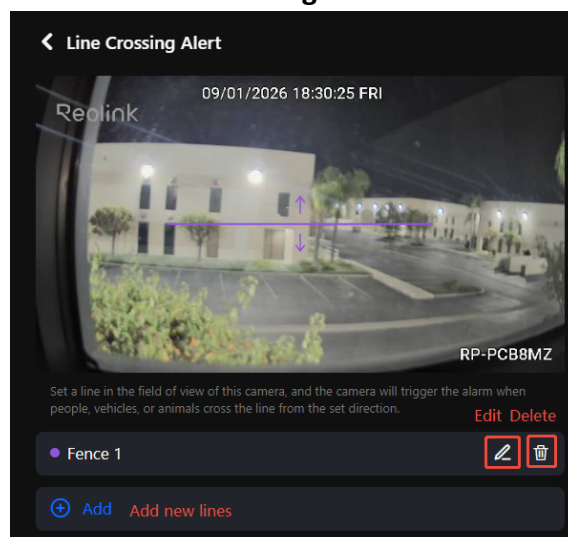 Line Crossing Alert
09/01/2026 18:30:25 FRI
Reolink
RP-PCB8MZ
Set a line in the field of view of this camera, and the camera will trigger the alarm when
people, vehicles, or animals cross the line from the set direction.
Edit Delete
Fence 1
Add Add new lines